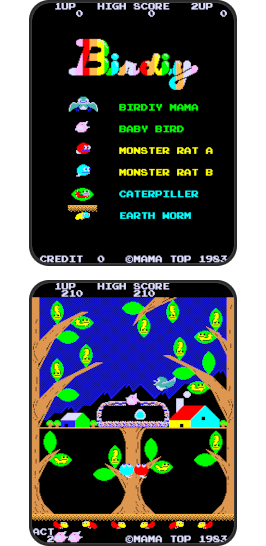 1UP HIGH SCORE 2UP
0 0 0
Birdiy
BIRDIY MAMA
BABY BIRD
MONSTER RAT A
MONSTER RAT B
CATERPILLER
EARTH WORM
CREDIT 0 ©MAMA TOP 1983
1UP HIGH SCORE
210 210
ACT
2 ©MAMA TOP 1983